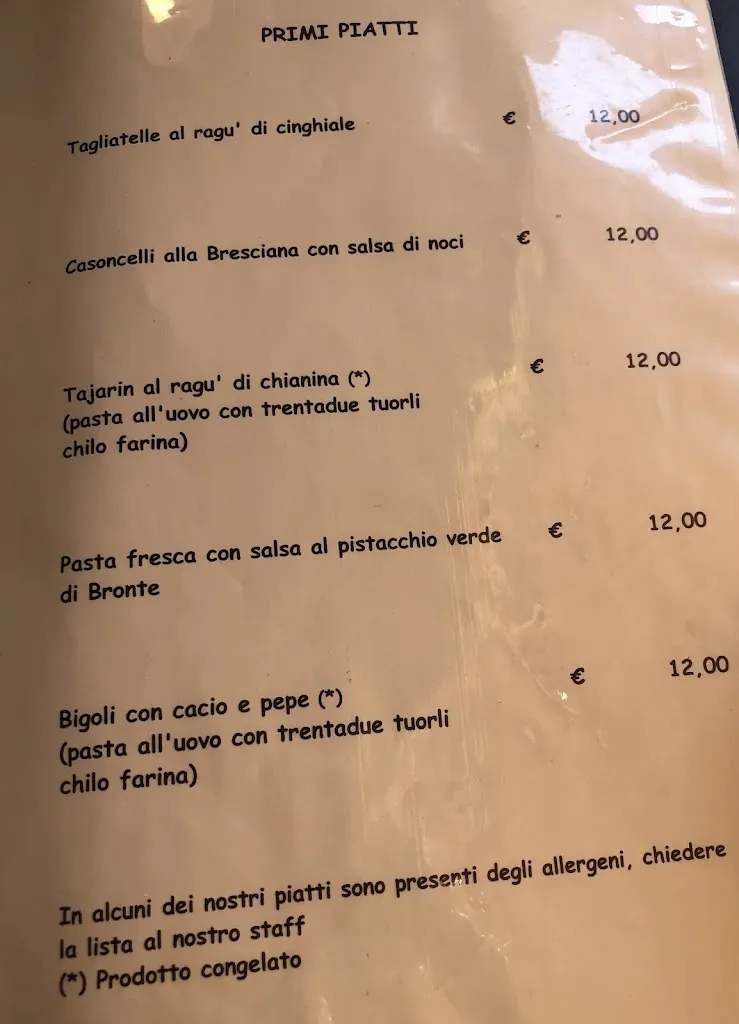 PRIMI PIATTI
Tagliatelle al ragu' di cinghiale € 12,00
Casoncelli alla Bresciana con salsa di noci € 12,00
Tajarin al ragu' di chianina (*) € 12,00
(pasta all'uovo con trentadue tuorli
chilo farina)
Pasta fresca con salsa al pistacchio verde € 12,00
di Bronte
Bigoli con cacio e pepe (*) € 12,00
(pasta all'uovo con trentadue tuorli
chilo farina)
In alcuni dei nostri piatti sono presenti degli allergeni, chiedere
la lista al nostro staff
(*) Prodotto congelato